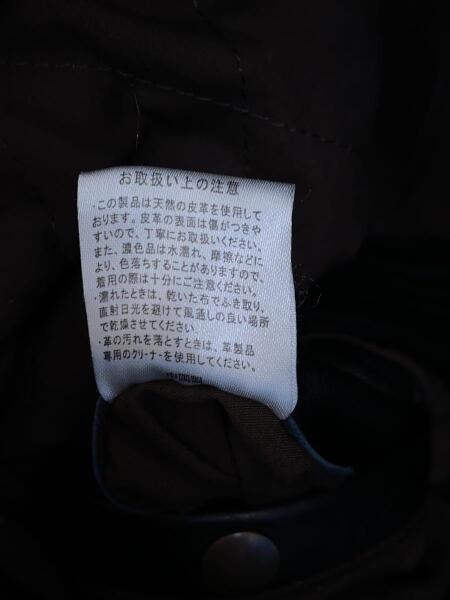 お取扱い上の注意
・この製品は天然の皮革を使用して
おります。皮革の表面は傷がつきや
すいので、丁寧にお取扱いください。
また、濃色品は水濡れ、摩擦などに
より、色落ちすることがありますので、
着用の際は十分にご注意ください。
・濡れたときは、乾いた布でふき取り、
直射日光を避けて風通しの良い場所
で乾燥させてください。
・革の汚れを落とすときは、革製品
専用のクリーナーを使用してください。